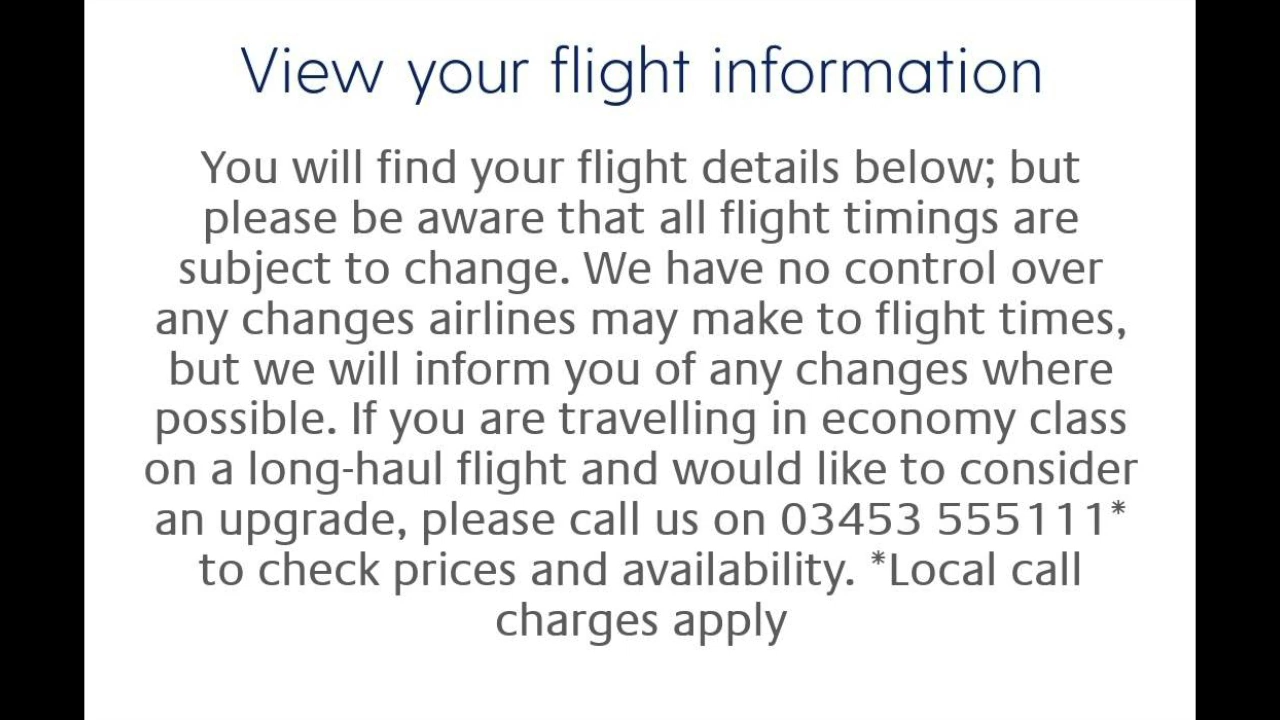 View your flight information
You will find your flight details below; but
please be aware that all flight timings are
subject to change. We have no control over
any changes airlines may make to flight times,
but we will inform you of any changes where
possible. If you are travelling in economy class
on a long-haul flight and would like to consider
an upgrade, please call us on 03453 555111*
to check prices and availability. *Local call
charges apply